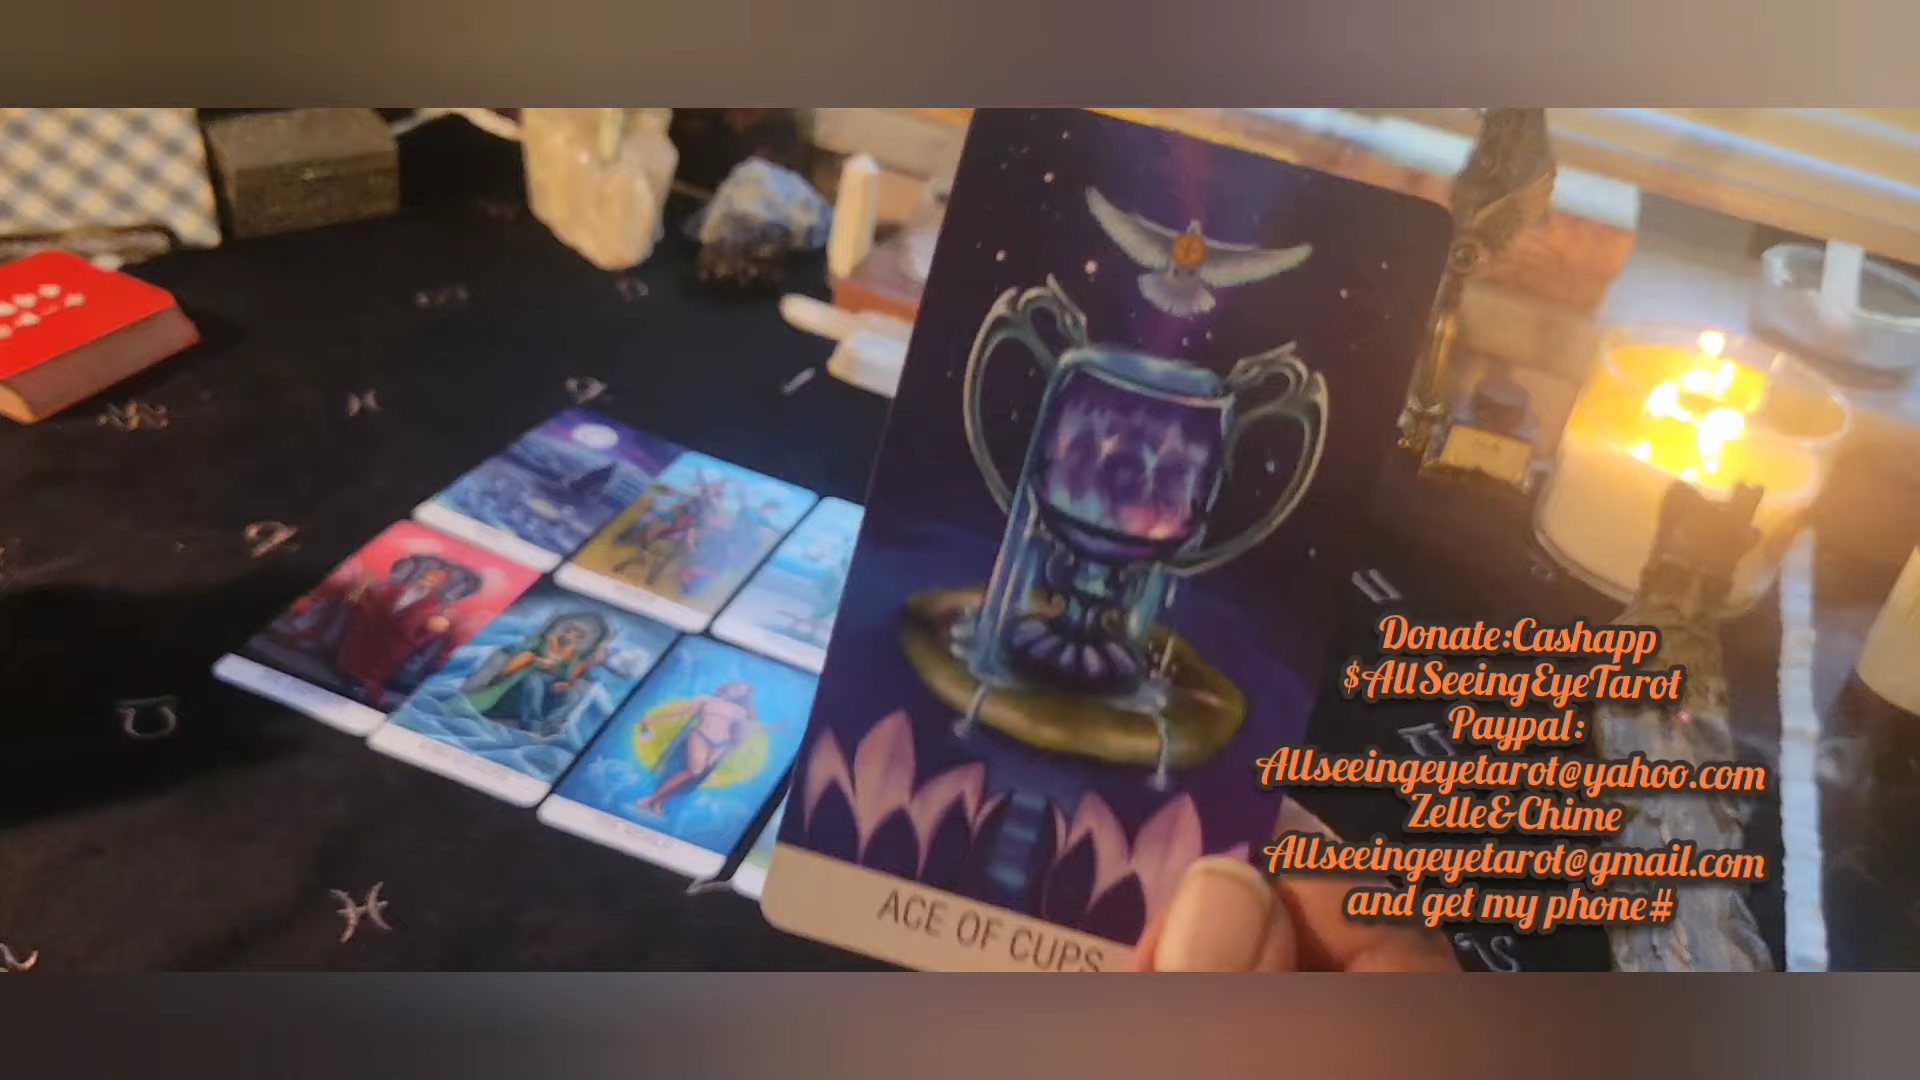 ACE OF CUPS
Donate:Cashapp
$AllSeeingEyeTarot
Paypal:
Allseeingeyetarot@yahoo.com
Zelle&Chime
Allseeingeyetarot@gmail.com
and get my phone#